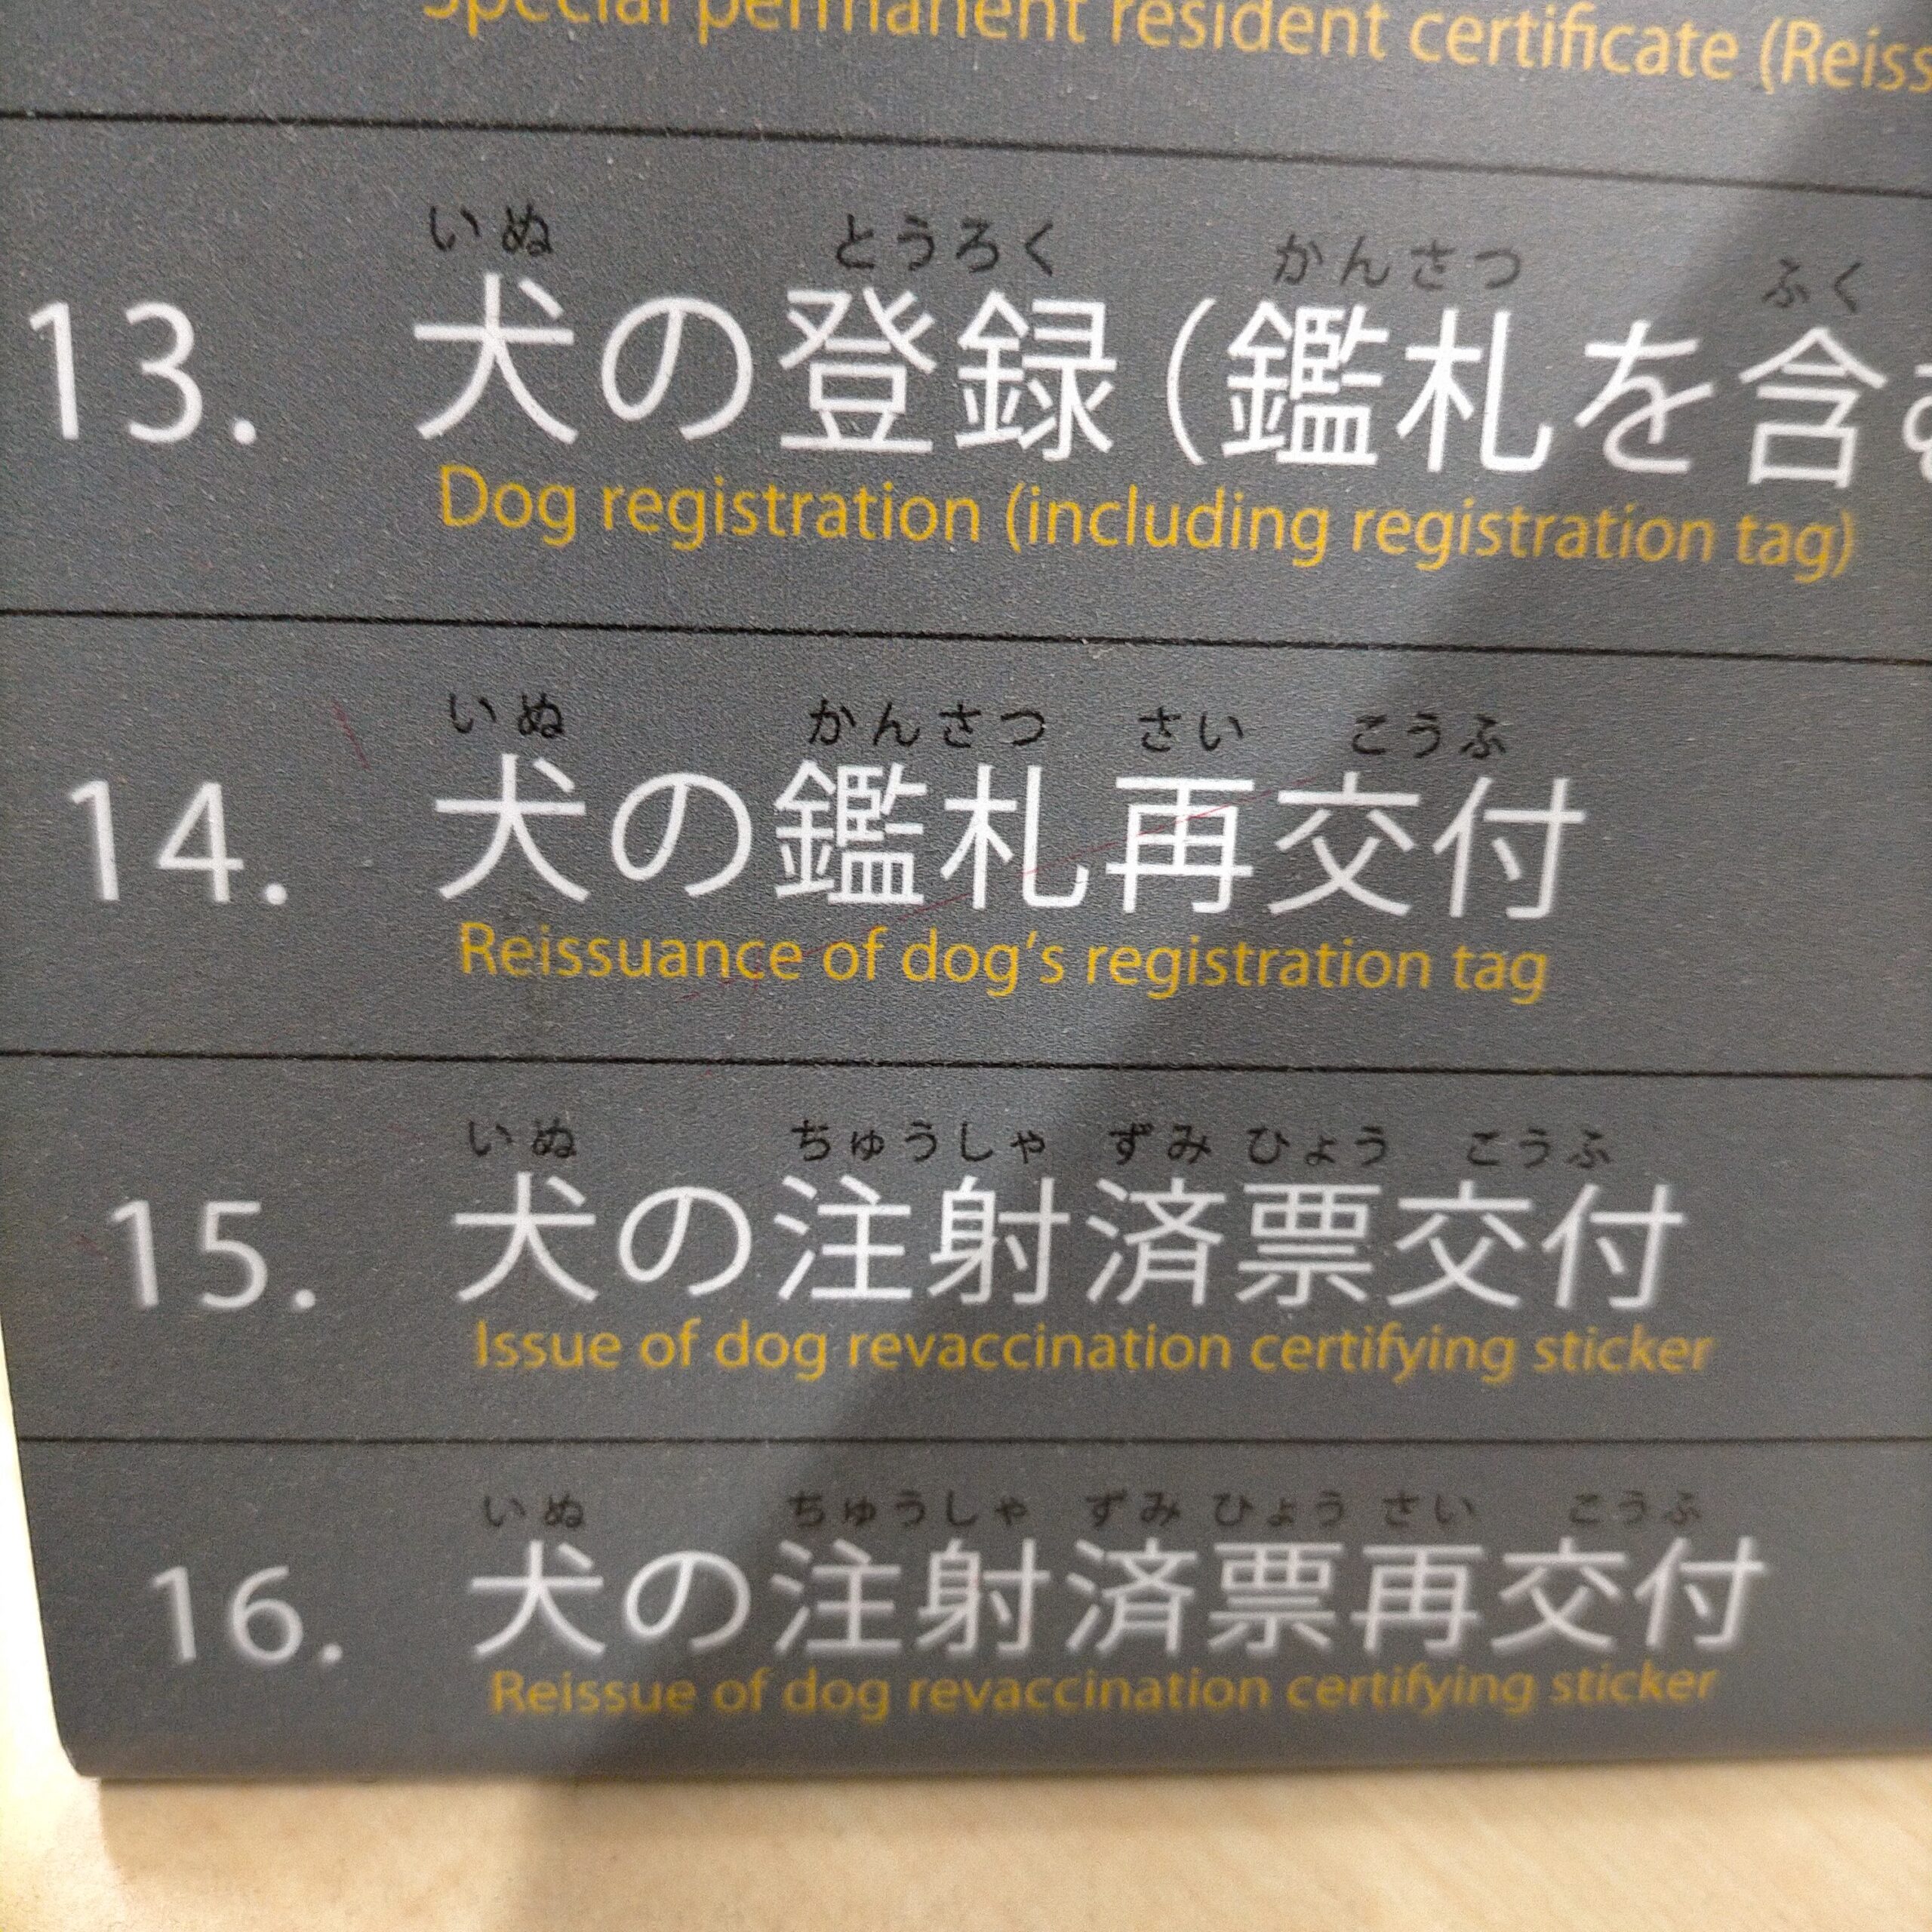 Special permanent resident certificate (Reiss
いぬ とうろく かんさつ ふく
13. 犬の登録(鑑札を含む
Dog registration (including registration tag)
いぬ かんさつ さい こうふ
14. 犬の鑑札再交付
Reissuance of dog's registration tag
いぬ ちゅうしゃ ずみ ひょう こうふ
15. 犬の注射済票交付
Issue of dog revaccination certifying sticker
いぬ ちゅうしゃ ずみ ひょう さい こうふ
16. 犬の注射済票再交付
Reissue of dog revaccination certifying sticker